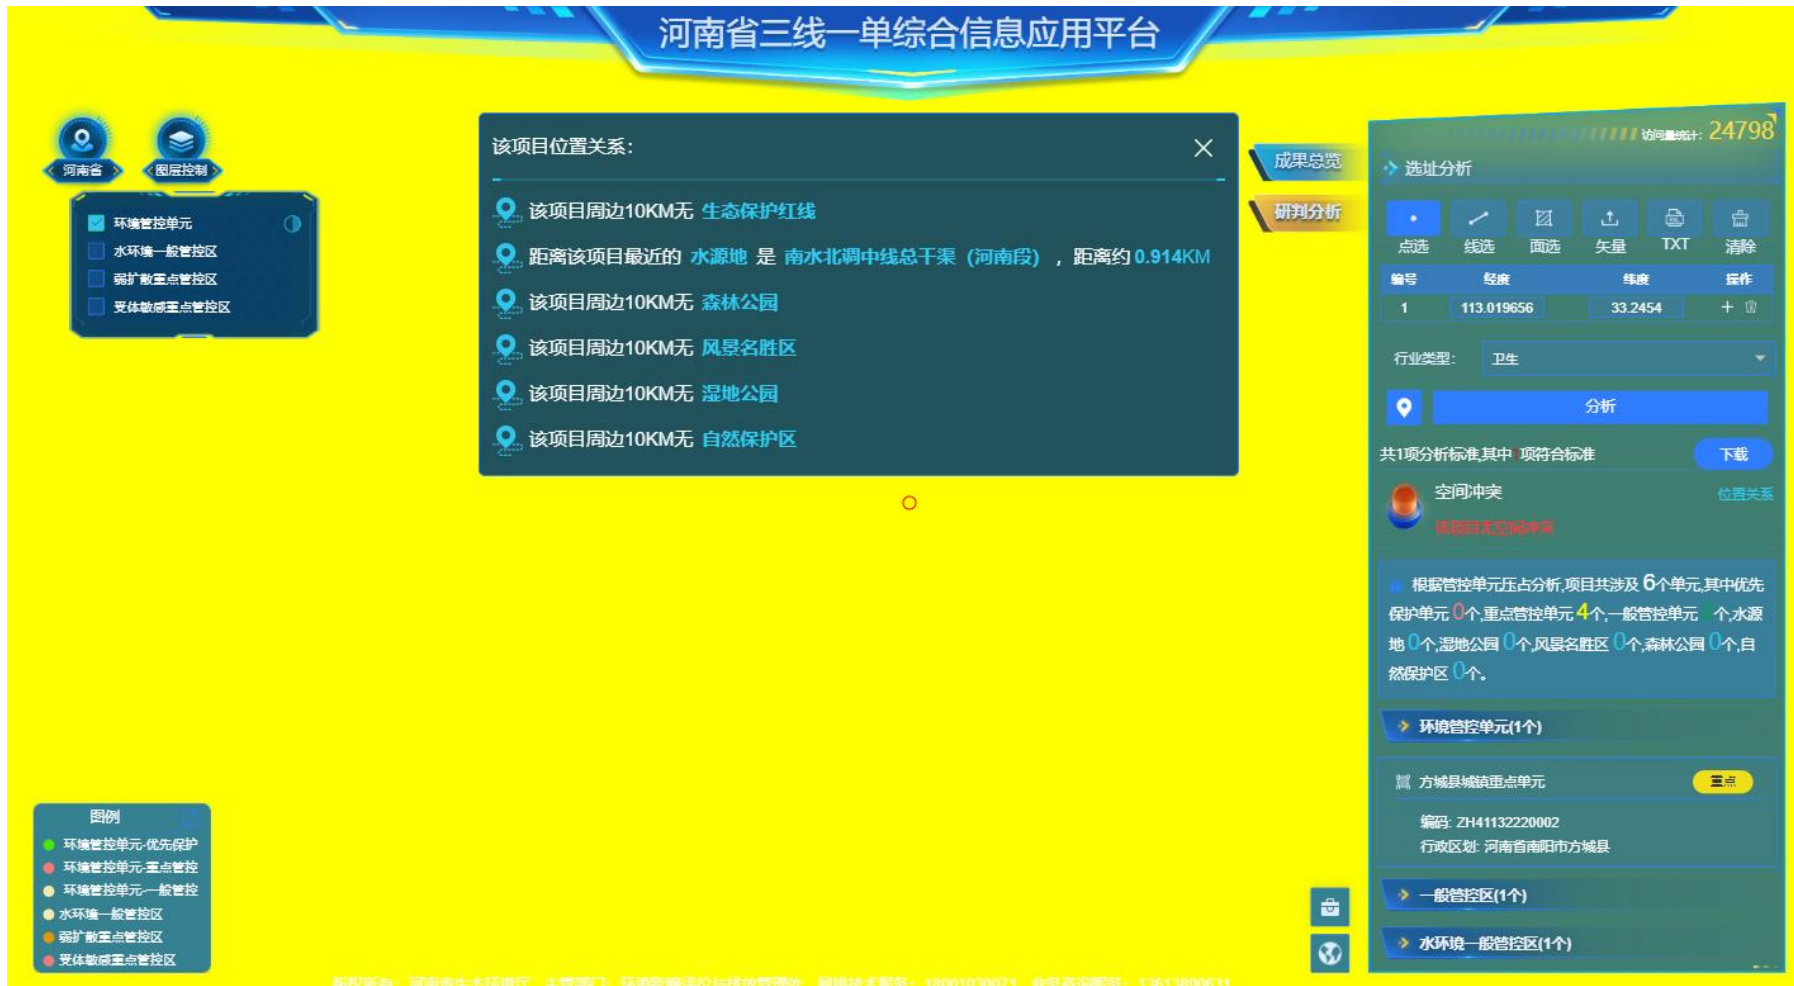 河南省三线一单综合信息应用平台
河南省
图层控制
环境管控单元
水环境一般管控区
弱扩散重点管控区
受体敏感重点管控区
该项目位置关系：
该项目周边10KM无 生态保护红线
距离该项目最近的 水源地 是 南水北调中线总干渠（河南段），距离约0.914KM
该项目周边10KM无 森林公园
该项目周边10KM无 风景名胜区
该项目周边10KM无 湿地公园
该项目周边10KM无 自然保护区
成果总览
研判分析
访问量统计: 24798
选址分析
点选 线选 面选 矢量 TXT 清除
编号 经度 纬度 操作
1 113.019656 33.2454
行业类型: 卫生
分析
共1项分析标准,其中1项符合标准 下载
空间冲突 位置关系
该项目无空间冲突
根据管控单元压占分析,项目共涉及6个单元,其中优先
保护单元0个,重点管控单元4个,一般管控单元 个,水源
地0个,湿地公园0个,风景名胜区0个,森林公园0个,自
然保护区0个。
环境管控单元(1个)
方城县城镇重点单元 重点
编码: ZH41132220002
行政区划: 河南省南阳市方城县
一般管控区(1个)
水环境一般管控区(1个)
图例
环境管控单元-优先保护
环境管控单元-重点管控
环境管控单元-一般管控
水环境一般管控区
弱扩散重点管控区
受体敏感重点管控区